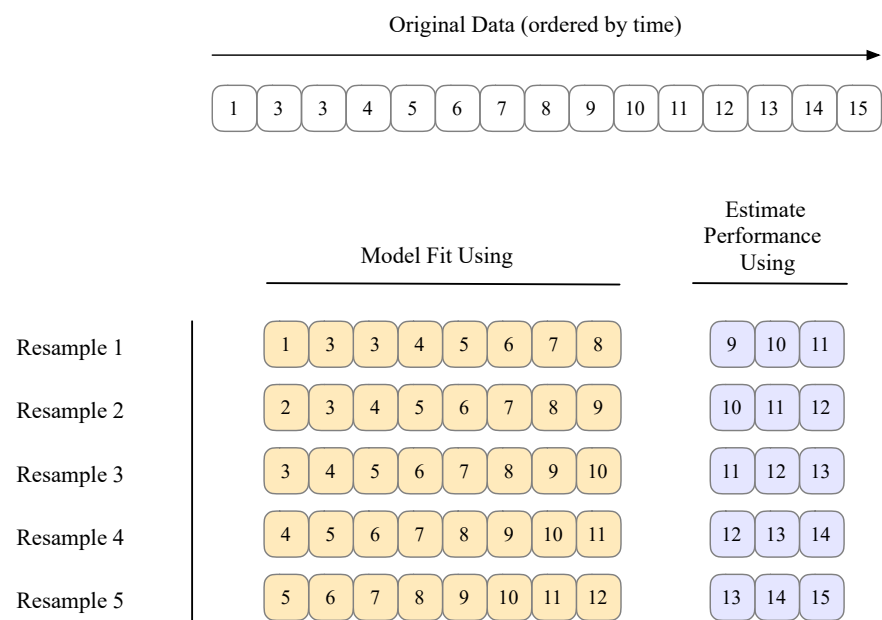 Original Data (ordered by time)
1 3 3 4 5 6 7 8 9 10 11 12 13 14 15
Estimate
Performance
Using
Model Fit Using
Resample 1 1 3 3 4 5 6 7 8 9 10 11
Resample 2 2 3 4 5 6 7 8 9 10 11 12
Resample 3 3 4 5 6 7 8 9 10 11 12 13
Resample 4 4 5 6 7 8 9 10 11 12 13 14
Resample 5 5 6 7 8 9 10 11 12 13 14 15